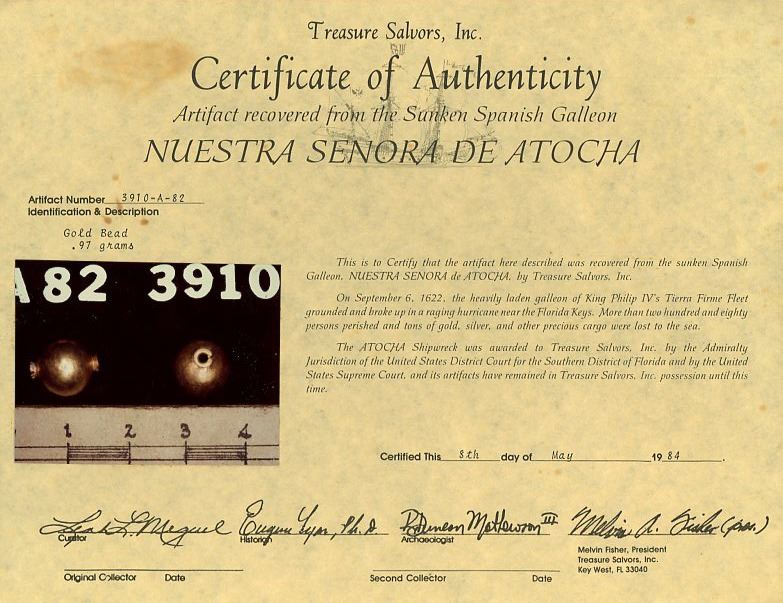 Treasure Salvors, Inc.
Certificate of Authenticity
Artifact recovered from the Sunken Spanish Galleon
NUESTRA SENORA DE ATOCHA
Artifact Number 3910-A-82
Identification & Description
Gold Bead
.97 grams
A82 3910
1 2 3 4
This is to Certify that the artifact here described was recovered from the sunken Spanish
Galleon, NUESTRA SENORA de ATOCHA, by Treasure Salvors, Inc.
On September 6, 1622, the heavily laden galleon of King Philip IV's Tierra Firme Fleet
grounded and broke up in a raging hurricane near the Florida Keys. More than two hundred and eighty
persons perished and tons of gold, silver, and other precious cargo were lost to the sea.
The ATOCHA Shipwreck was awarded to Treasure Salvors, Inc. by the Admiralty
Jurisdiction of the United States District Court for the Southern District of Florida and by the United
States Supreme Court, and its artifacts have remained in Treasure Salvors, Inc. possession until this
time.
Certified This 8th day of May 1984.
Eugene Lyon, Ph.D. R. Duncan Mathewson III Melvin A. Fisher (pres.)
Curator Historian Archaeologist
Melvin Fisher, President
Treasure Salvors, Inc.
Key West, FL 33040
Original Collector Date Second Collector Date